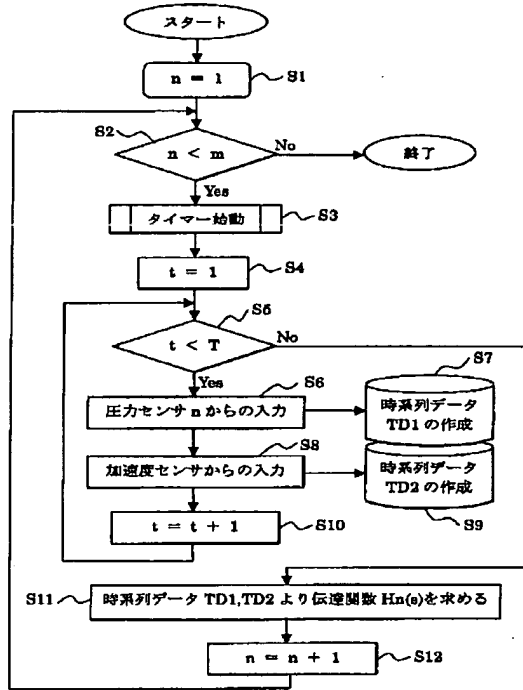 スタート
n = 1
S1
S2
n < m
No
終了
Yes
タイマー始動
S3
t = 1
S4
S5
t < T
No
Yes
S6
圧力センサ n からの入力
S7
時系列データ
TD1 の作成
S8
加速度センサからの入力
時系列データ
TD2 の作成
S9
t = t + 1
S10
S11
時系列データ TD1,TD2 より伝達関数 Hn(s)を求める
n = n + 1
S12